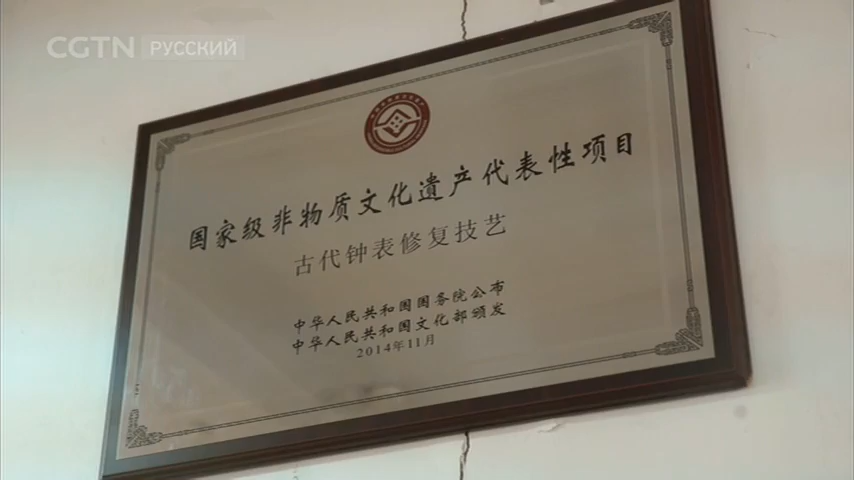 CGTN РУССКИЙ
国家级非物质文化遗产代表性项目
古代钟表修复技艺
中华人民共和国国务院公布
中华人民共和国文化部颁发
2014年11月